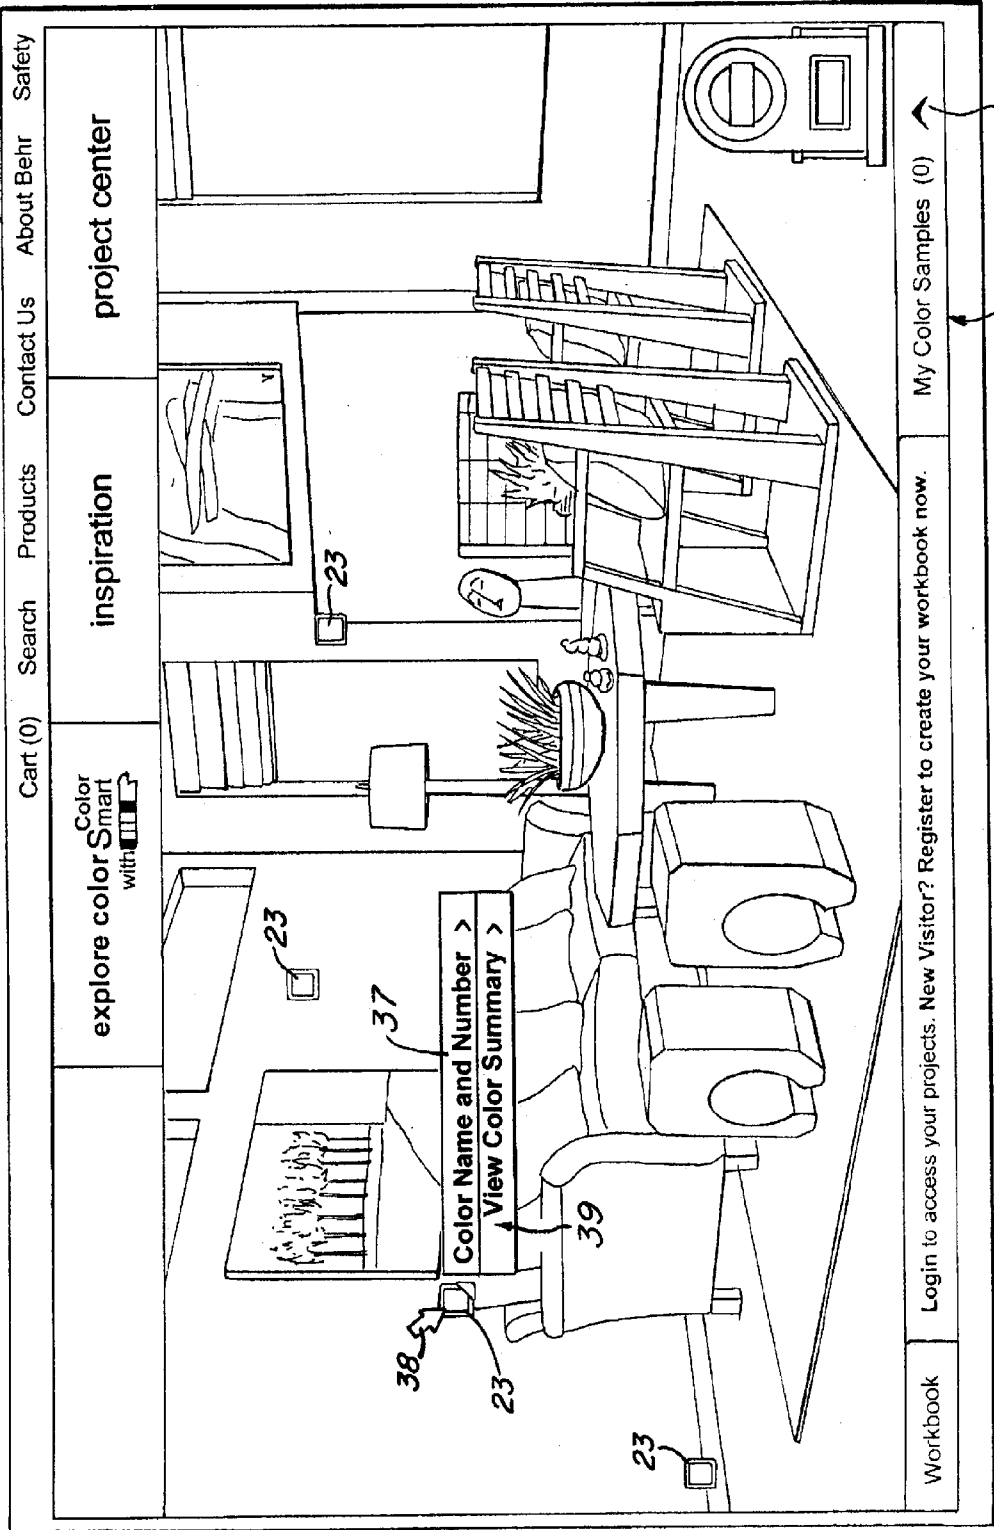 Cart (0) Search Products Contact Us About Behr Safety
explore color Color Smart
with
inspiration
project center
23
23
37
Color Name and Number >
View Color Summary >
38
39
23
23
Workbook
Login to access your projects. New Visitor? Register to create your workbook now.
My Color Samples (0)